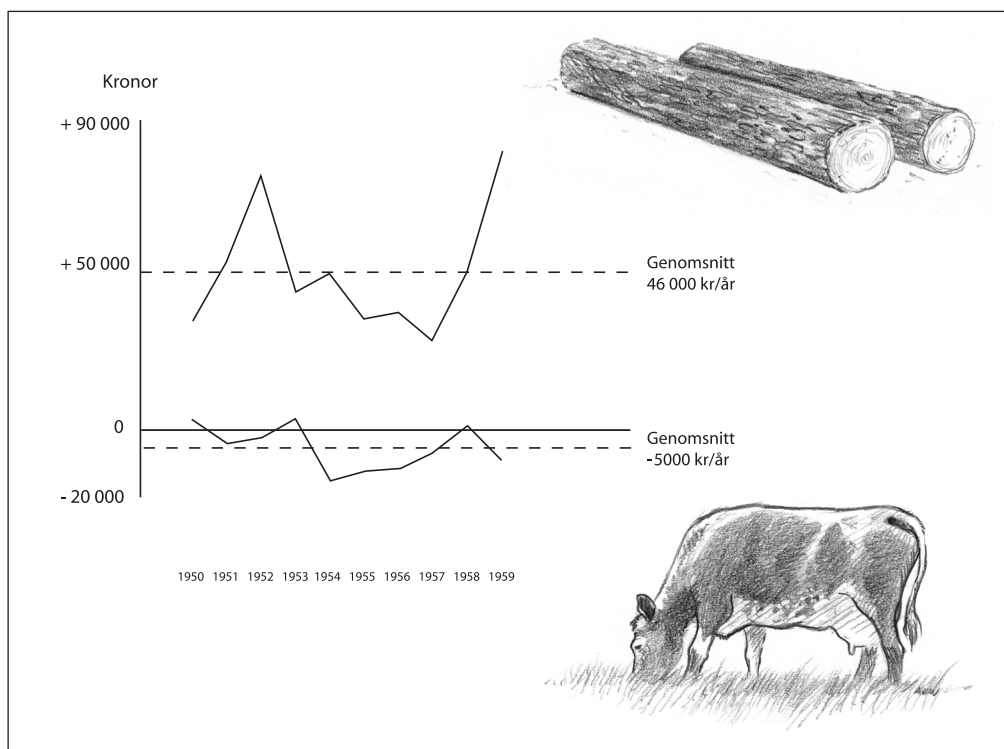 Kronor
+ 90 000
+ 50 000
Genomsnitt
46 000 kr/år
0
Genomsnitt
-5000 kr/år
- 20 000
1950 1951 1952 1953 1954 1955 1956 1957 1958 1959